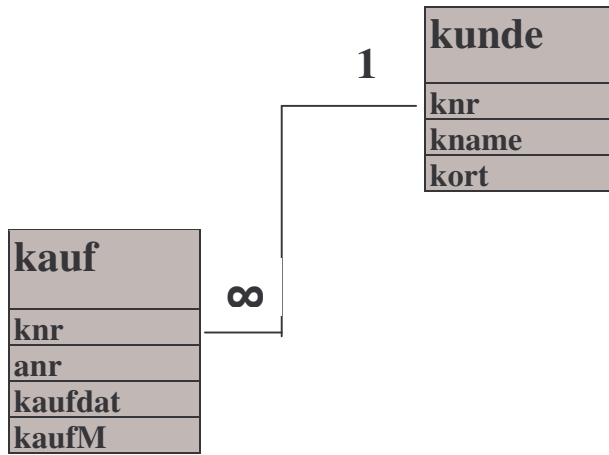 kunde
knr
kname
kort
1
∞
kauf
knr
anr
kaufdat
kaufM